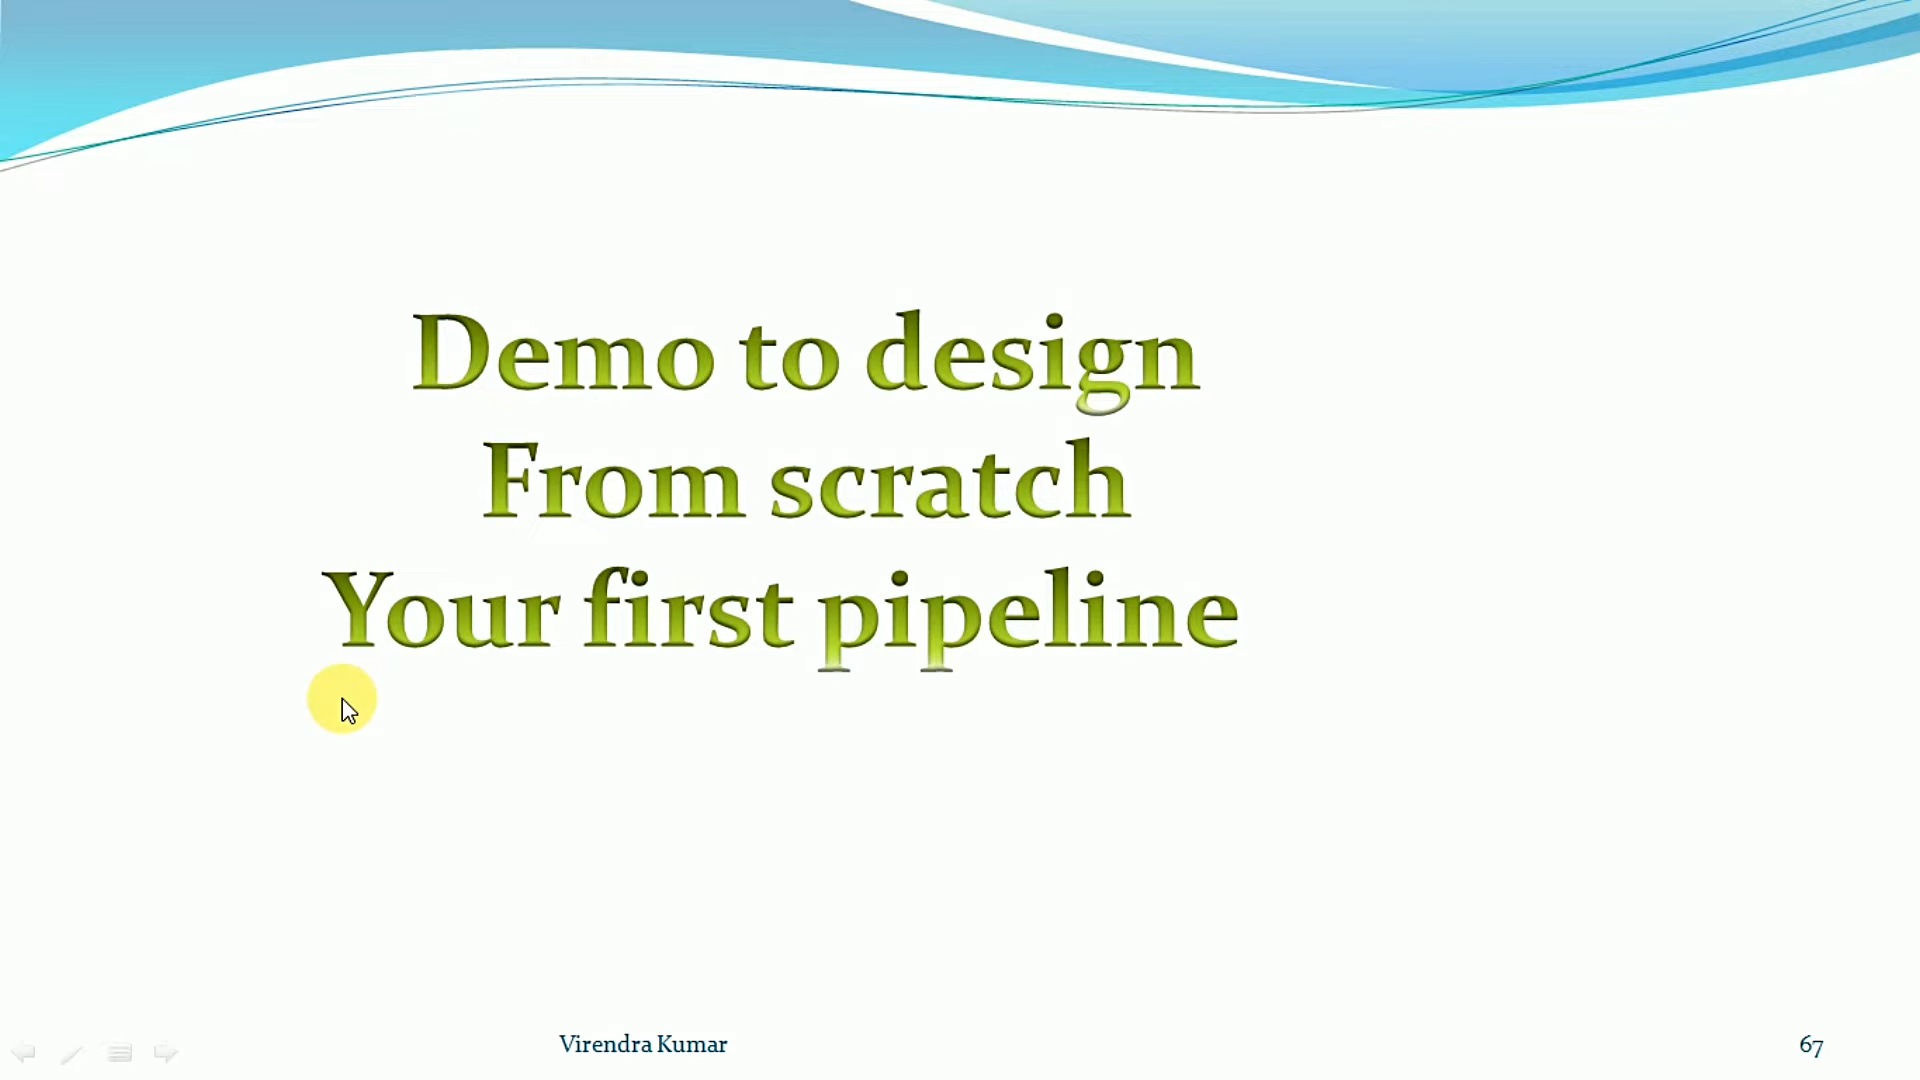 Demo to design
From scratch
Your first pipeline
Virendra Kumar
67